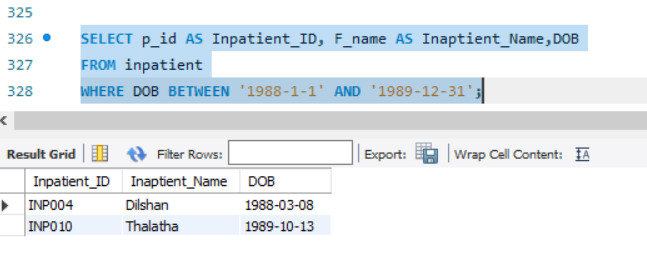 325
326 SELECT p_id AS Inpatient_ID, F_name AS Inaptient_Name,DOB
327 FROM inpatient
328 WHERE DOB BETWEEN '1988-1-1' AND '1989-12-31';
Result Grid Filter Rows: Export: Wrap Cell Content: IA
Inpatient_ID Inaptient_Name DOB
INP004 Dilshan 1988-03-08
INP010 Thalatha 1989-10-13